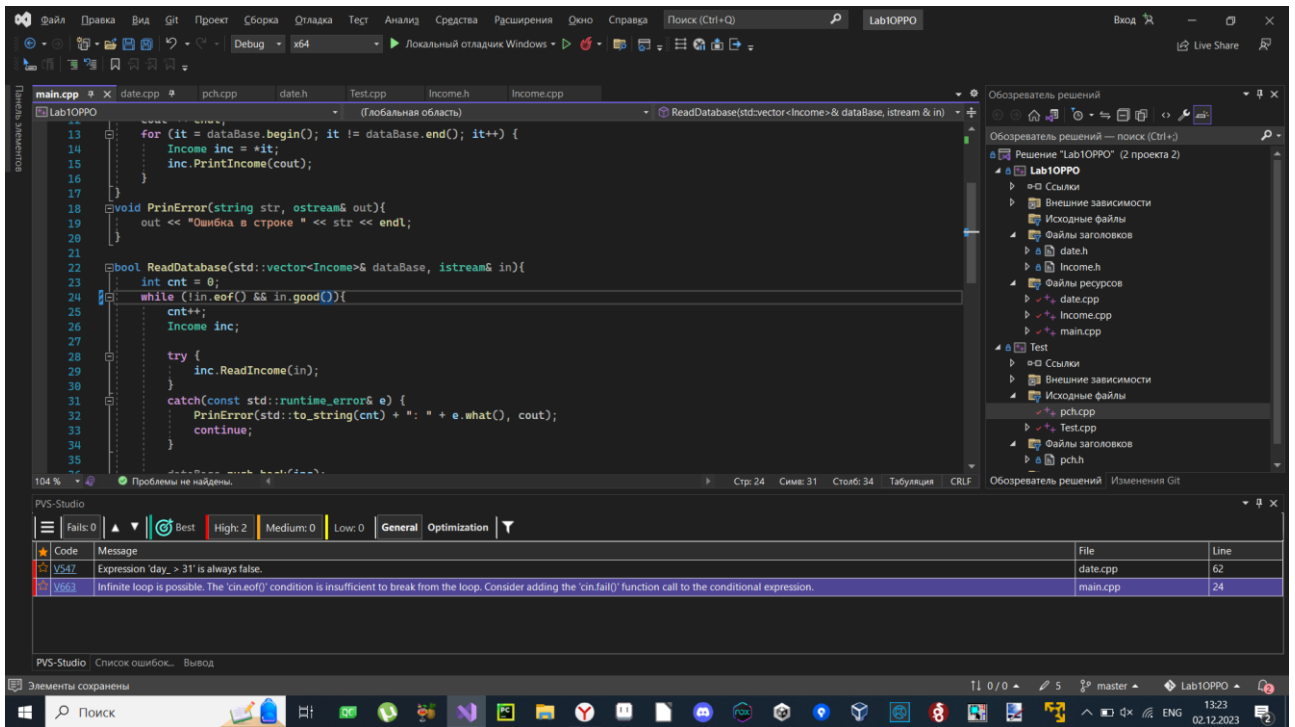 Файл Правка Вид Git Проект Сборка Отладка Тест Анализ Средства Расширения Окно Справка Поиск (Ctrl+Q) Lab1OPPO Вход
Debug x64 Локальный отладчик Windows Live Share
Панель элементов
main.cpp date.cpp pch.cpp date.h Test.cpp Income.h Income.cpp
Lab1OPPO (Глобальная область) ReadDatabase(std::vector<Income>& dataBase, istream & in)
13 for (it = dataBase.begin(); it != dataBase.end(); it++) {
14 Income inc = *it;
15 inc.PrintIncome(cout);
16 }
17 }
18 void PrinError(string str, ostream& out){
19 out << "Ошибка в строке " << str << endl;
20 }
21
22 bool ReadDatabase(std::vector<Income>& dataBase, istream& in){
23 int cnt = 0;
24 while (!in.eof() && in.good()){
25 cnt++;
26 Income inc;
27
28 try {
29 inc.ReadIncome(in);
30 }
31 catch(const std::runtime_error& e) {
32 PrinError(std::to_string(cnt) + ": " + e.what(), cout);
33 continue;
34 }
35
104 % Проблемы не найдены. Стр: 24 Симв: 31 Столб: 34 Табуляция CRLF
Обозреватель решений
Обозреватель решений — поиск (Ctrl+;)
Решение "Lab1OPPO" (2 проекта 2)
Lab1OPPO
Ссылки
Внешние зависимости
Исходные файлы
Файлы заголовков
date.h
Income.h
Файлы ресурсов
date.cpp
Income.cpp
main.cpp
Test
Ссылки
Внешние зависимости
Исходные файлы
pch.cpp
Test.cpp
Файлы заголовков
pch.h
Обозреватель решений Изменения Git
PVS-Studio
Fails: 0 Best High: 2 Medium: 0 Low: 0 General Optimization
Code Message File Line
V547 Expression 'day_ > 31' is always false. date.cpp 62
V663 Infinite loop is possible. The 'cin.eof()' condition is insufficient to break from the loop. Consider adding the 'cin.fail()' function call to the conditional expression. main.cpp 24
PVS-Studio Список ошибок... Вывод
Элементы сохранены 0 / 0 5 master Lab1OPPO
Поиск ENG 13:23
02.12.2023